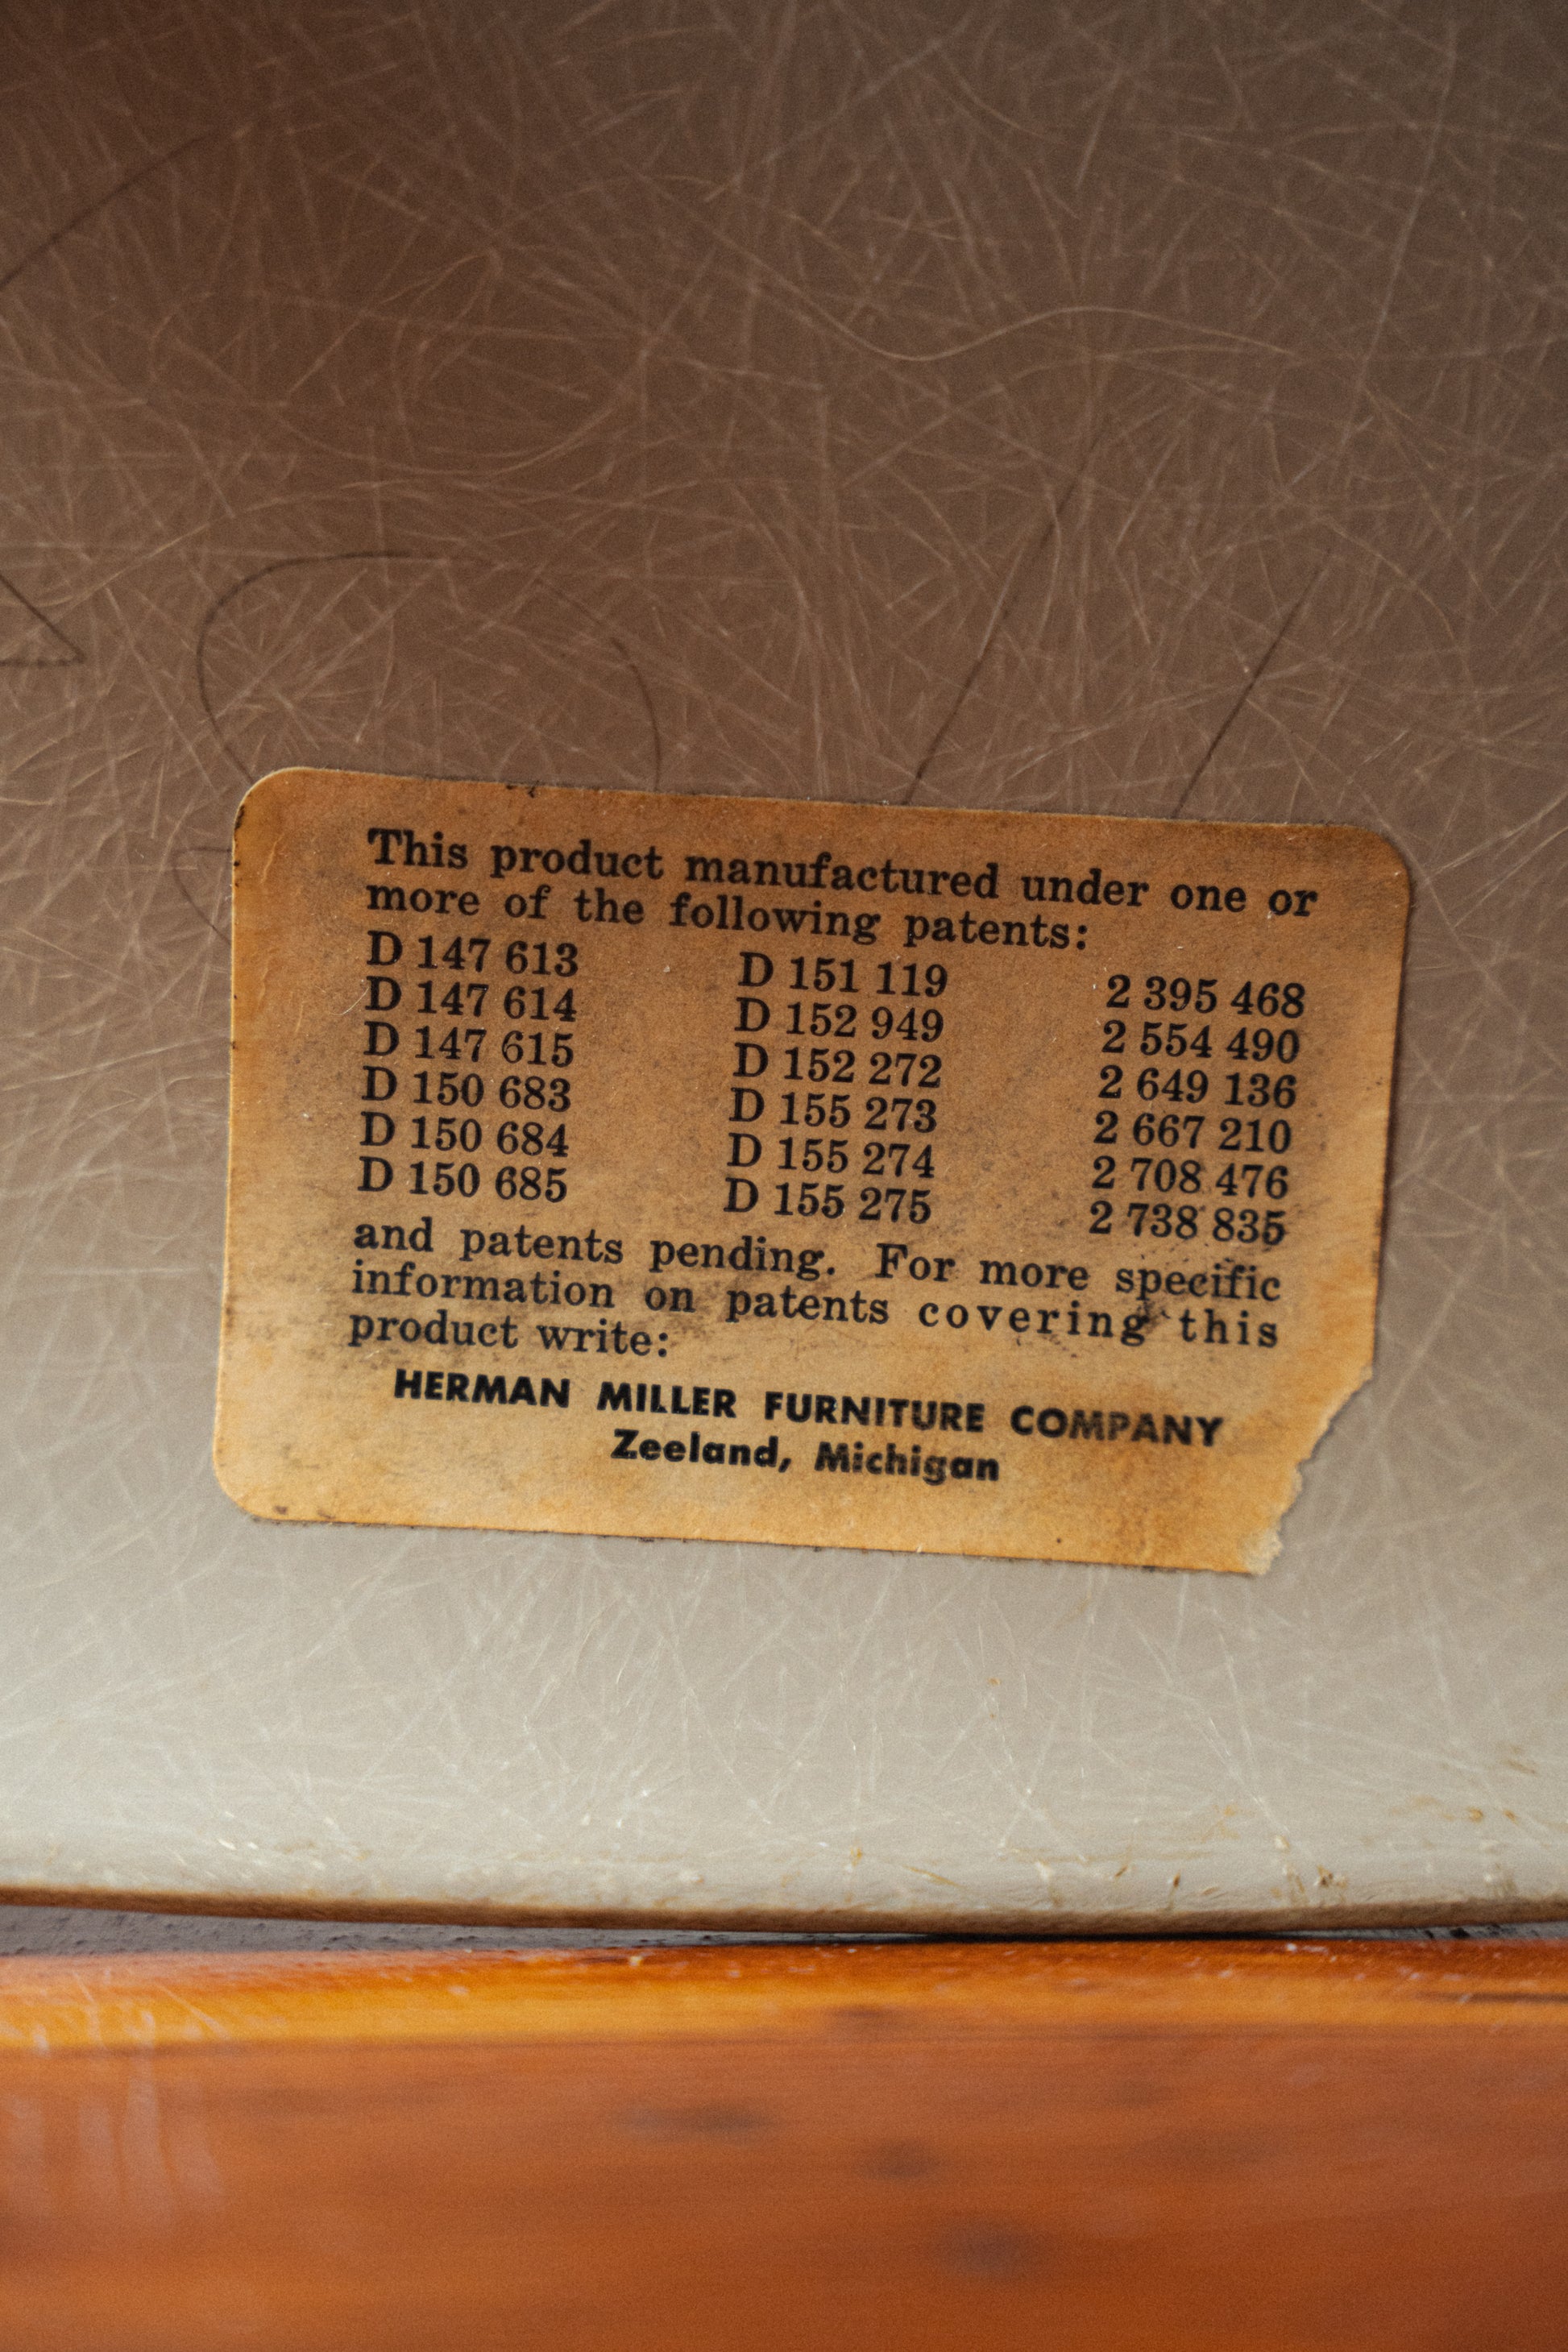 This product manufactured under one or
more of the following patents:
D 147 613 D 151 119 2 395 468
D 147 614 D 152 949 2 554 490
D 147 615 D 152 272 2 649 136
D 150 683 D 155 273 2 667 210
D 150 684 D 155 274 2 708 476
D 150 685 D 155 275 2 738 835
and patents pending. For more specific
information on patents covering this
product write:
HERMAN MILLER FURNITURE COMPANY
Zeeland, Michigan